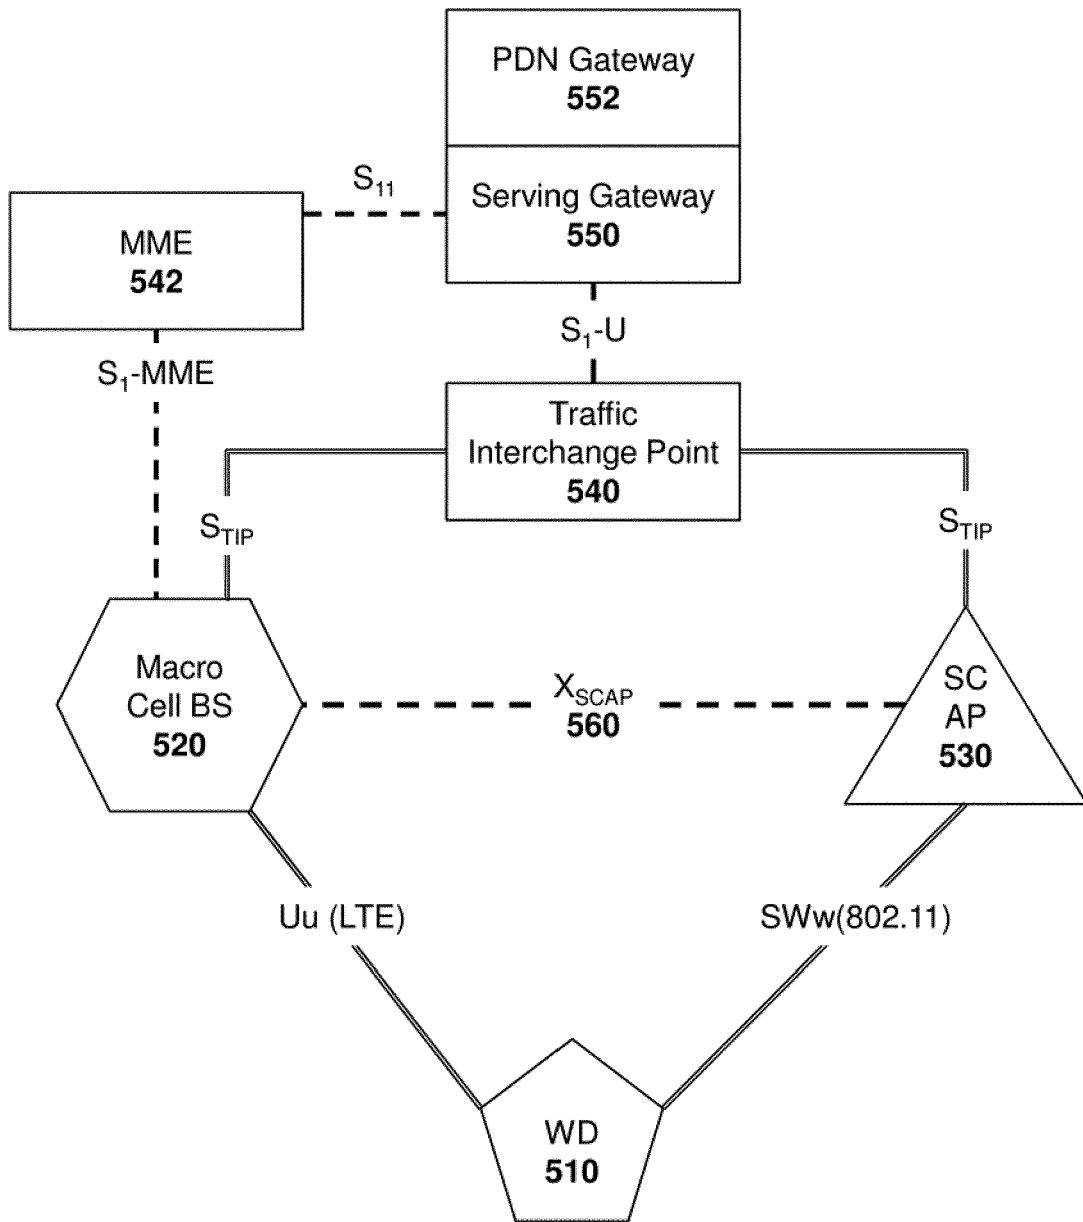 PDN Gateway
552
S11
Serving Gateway
550
MME
542
S1-U
S1-MME
Traffic
Interchange Point
540
STIP
STIP
Macro
Cell BS
520
XSCAP
560
SC
AP
530
Uu (LTE)
SWw(802.11)
WD
510